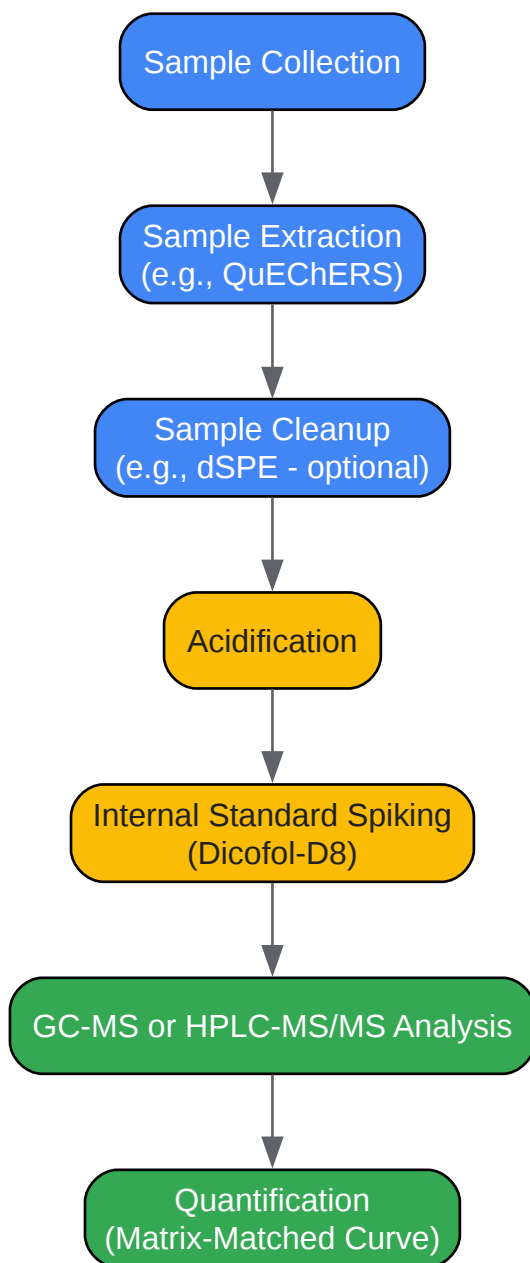 Sample Collection
Sample Extraction
(e.g., QuEChERS)
Sample Cleanup
(e.g., dSPE - optional)
Acidification
Internal Standard Spiking
(Dicofol-D8)
GC-MS or HPLC-MS/MS Analysis
Quantification
(Matrix-Matched Curve)